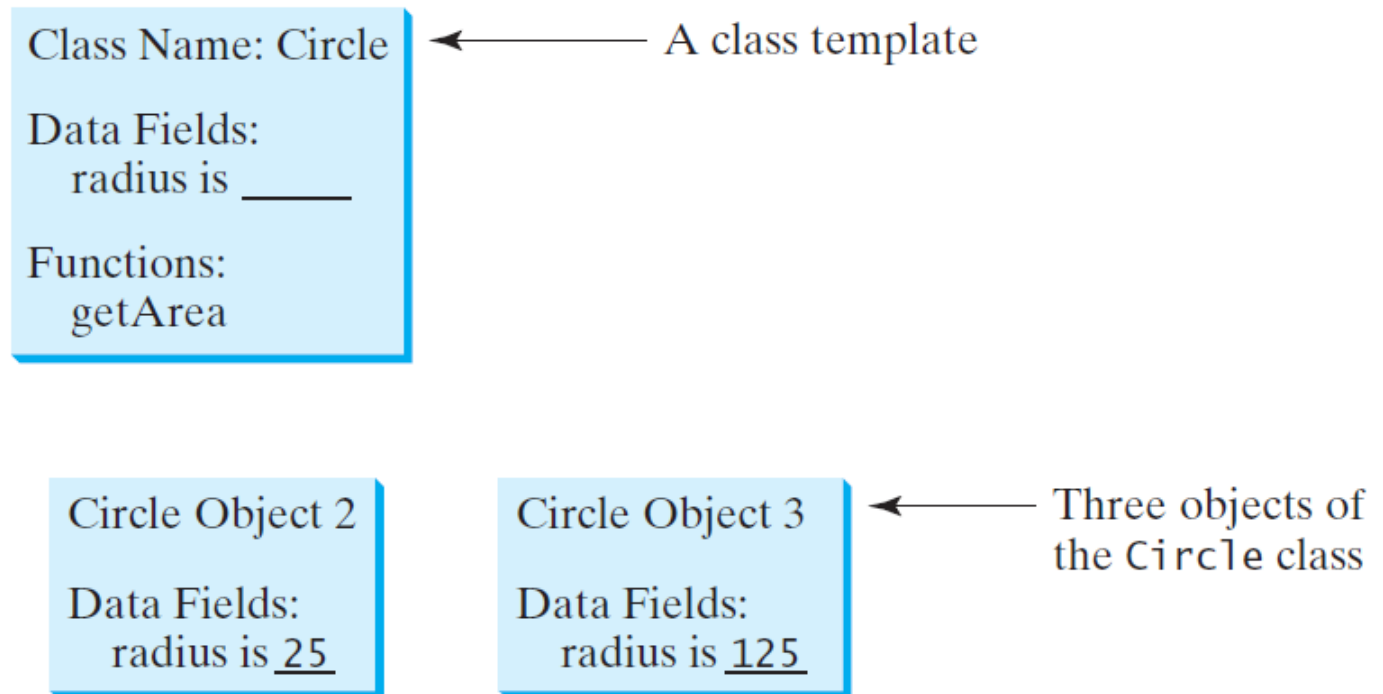 Class Name: Circle
A class template
Data Fields:
radius is _____
Functions:
getArea
Circle Object 2
Data Fields:
radius is 25
Circle Object 3
Data Fields:
radius is 125
Three objects of
the Circle class